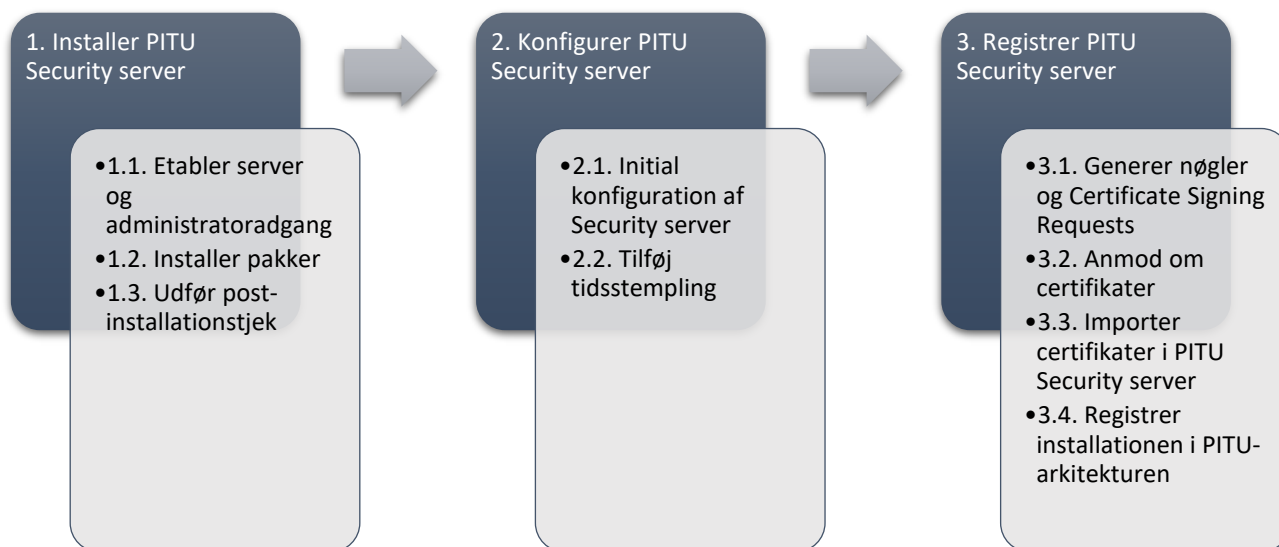 1. Installer PITU
Security server
•1.1. Etabler server
og
administratoradgang
•1.2. Installer pakker
•1.3. Udfør post-
installationstjek
2. Konfigurer PITU
Security server
•2.1. Initial
konfiguration af
Security server
•2.2. Tilføj
tidsstempling
3. Registrer PITU
Security server
•3.1. Generer nøgler
og Certificate Signing
Requests
•3.2. Anmod om
certifikater
•3.3. Importer
certifikater i PITU
Security server
•3.4. Registrer
installationen i PITU-
arkitekturen